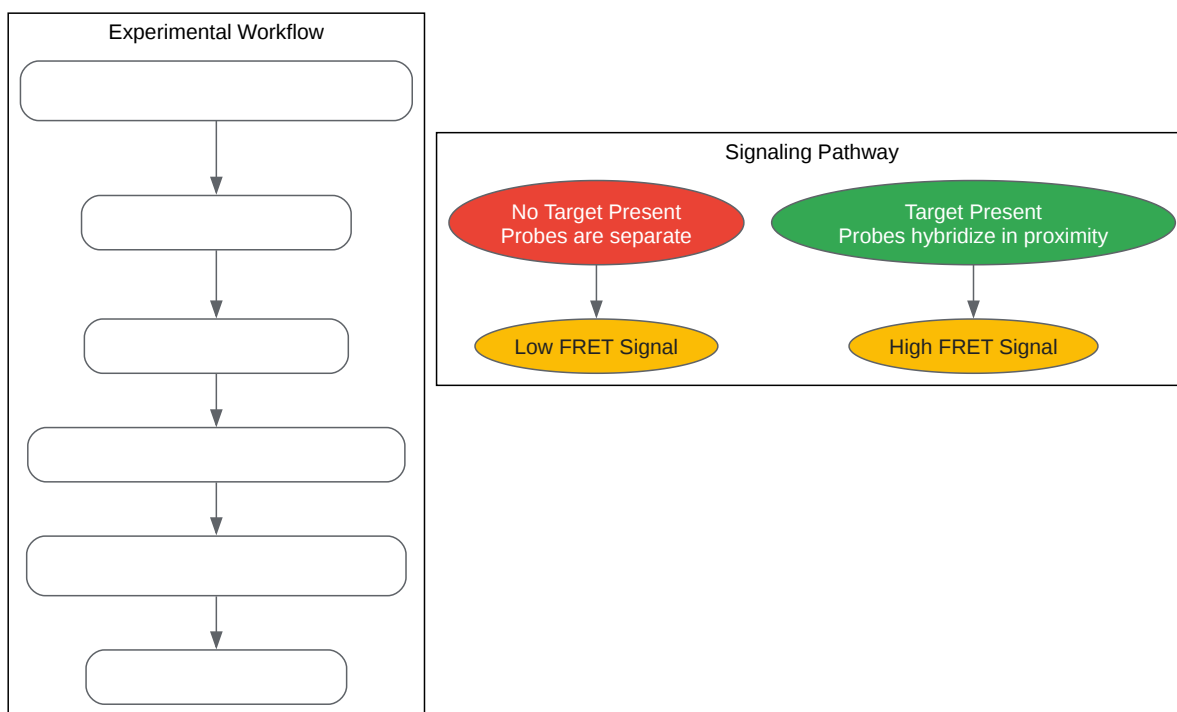 Experimental Workflow
Signaling Pathway
No Target Present
Probes are separate
Target Present
Probes hybridize in proximity
Low FRET Signal
High FRET Signal